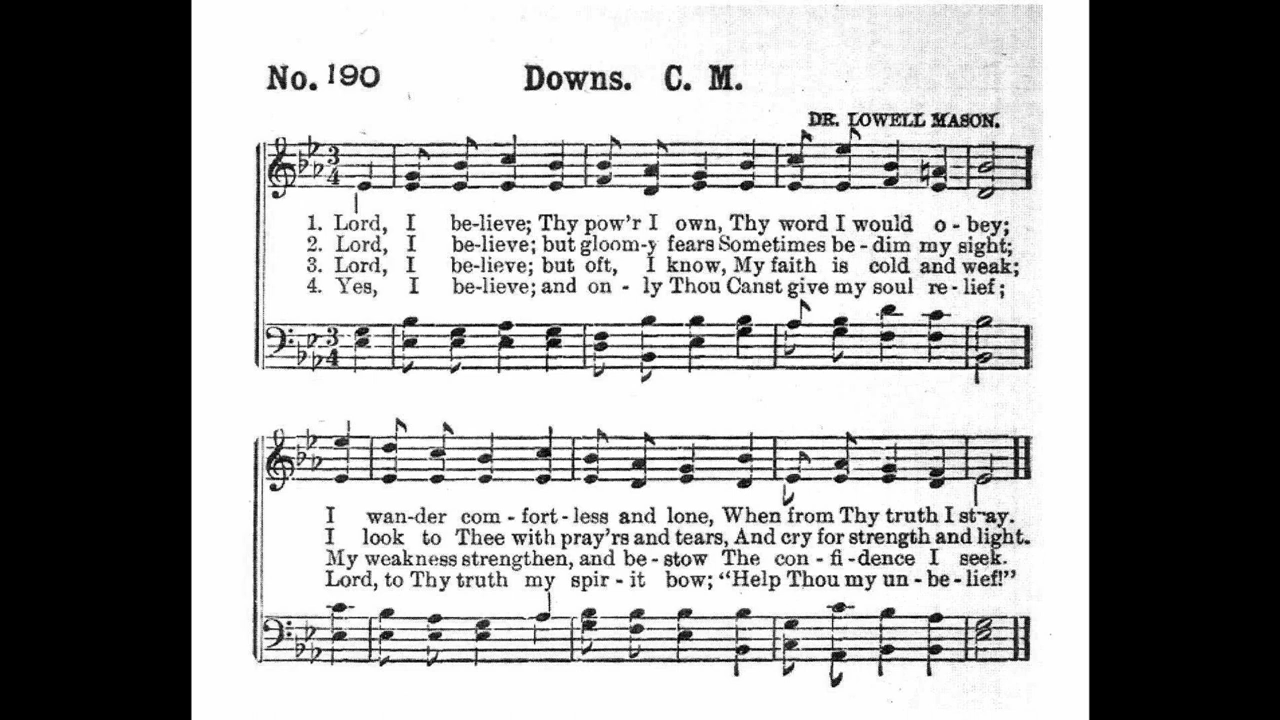 No. 190 Downs. C. M.
DR. LOWELL MASON.
3
4
1. Lord, I be-lieve; Thy pow'r I own, Thy word I would o - bey;
2. Lord, I be-lieve; but gloom-y fears Sometimes be - dim my sight;
3. Lord, I be-lieve; but oft, I know, My faith is cold and weak;
4. Yes, I be-lieve; and on - ly Thou Canst give my soul re - lief;
3
4
I wan-der com - fort - less and lone, When from Thy truth I stray.
I look to Thee with pray'rs and tears, And cry for strength and light.
My weakness strengthen, and be - stow The con - fi - dence I seek.
Lord, to Thy truth my spir - it bow; "Help Thou my un - be - lief!"